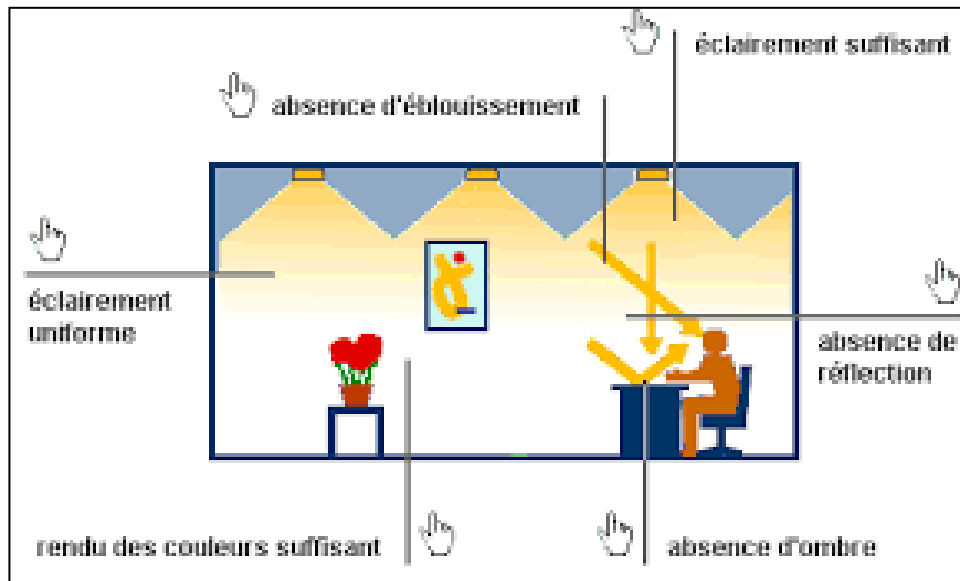 éclairement suffisant
absence d'éblouissement
éclairement
uniforme
absence de
réflection
rendu des couleurs suffisant
absence d'ombre